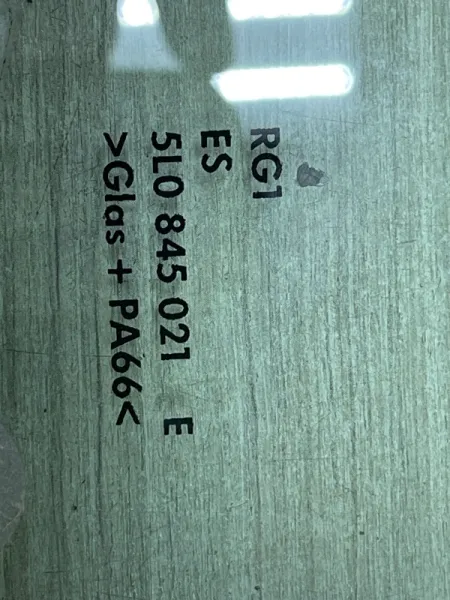 RG1
ES
5L0 845 021 E
>Glas + PA66<